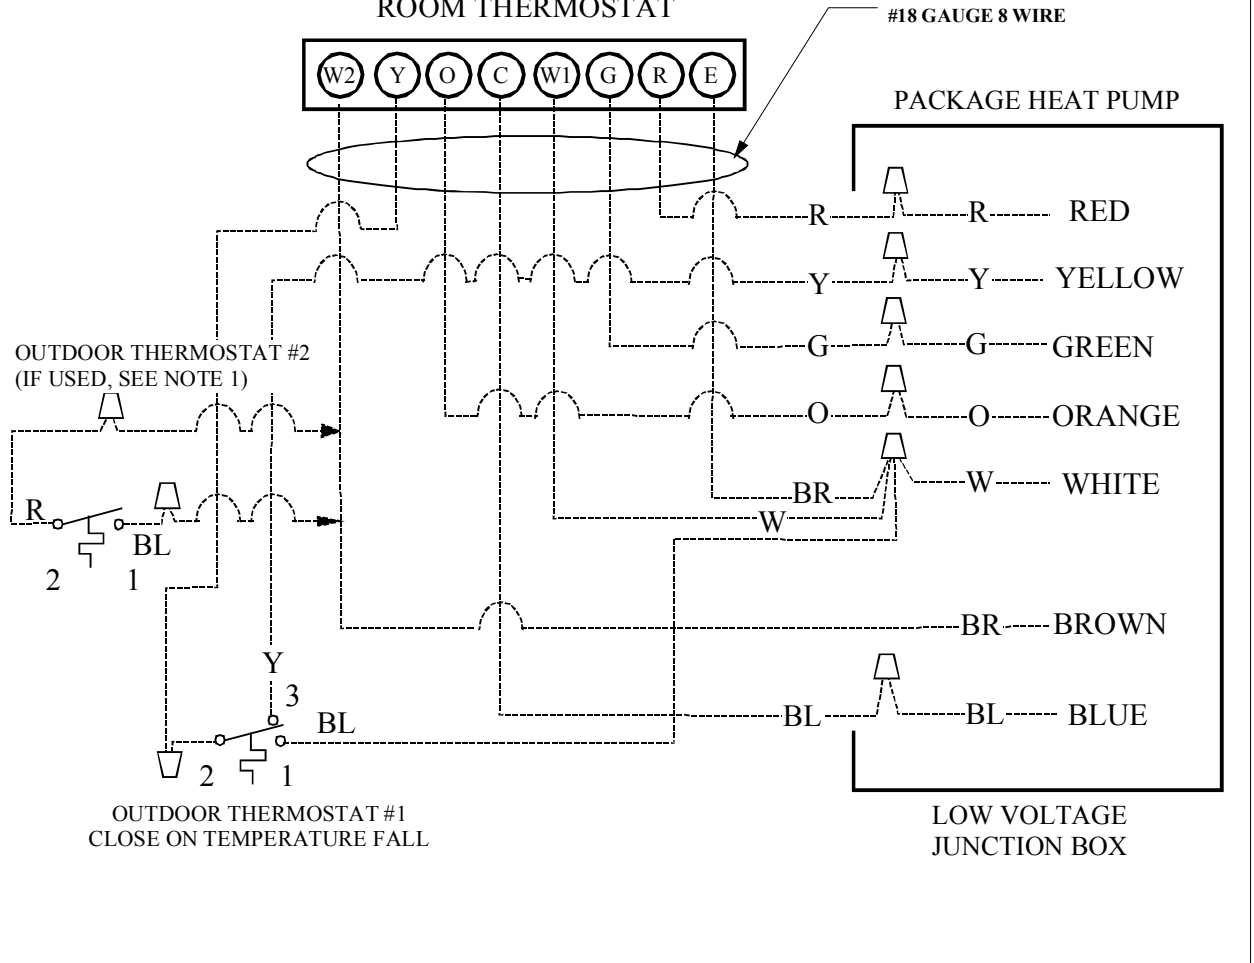 ROOM THERMOSTAT
#18 GAUGE 8 WIRE
W2 Y O C W1 G R E
PACKAGE HEAT PUMP
R R RED
Y Y YELLOW
G G GREEN
OUTDOOR THERMOSTAT #2
(IF USED, SEE NOTE 1)
O O ORANGE
W WHITE
BR
R
W
BL
2 1
BR BROWN
Y
3
BL
BL BL BLUE
2 1
OUTDOOR THERMOSTAT #1
CLOSE ON TEMPERATURE FALL
LOW VOLTAGE
JUNCTION BOX